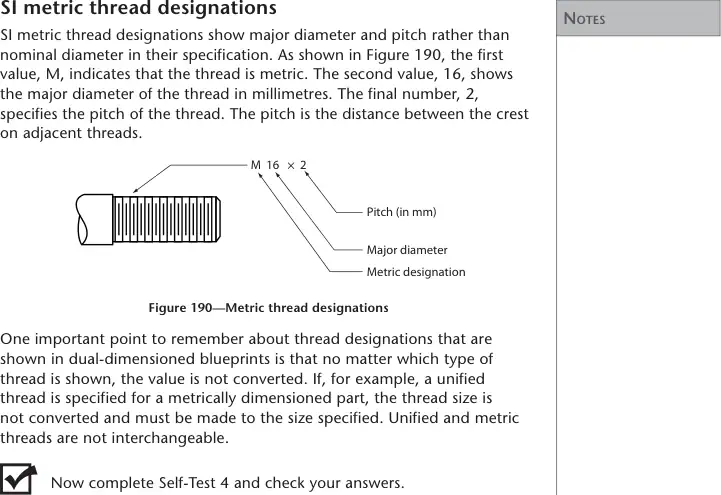 SI metric thread designations
SI metric thread designations show major diameter and pitch rather than
nominal diameter in their specification. As shown in Figure 190, the first
value, M, indicates that the thread is metric. The second value, 16, shows
the major diameter of the thread in millimetres. The final number, 2,
specifies the pitch of the thread. The pitch is the distance between the crest
on adjacent threads.
M 16 × 2
Pitch (in mm)
Major diameter
Metric designation
Figure 190—Metric thread designations
One important point to remember about thread designations that are
shown in dual-dimensioned blueprints is that no matter which type of
thread is shown, the value is not converted. If, for example, a unified
thread is specified for a metrically dimensioned part, the thread size is
not converted and must be made to the size specified. Unified and metric
threads are not interchangeable.
Now complete Self-Test 4 and check your answers.
NOTES